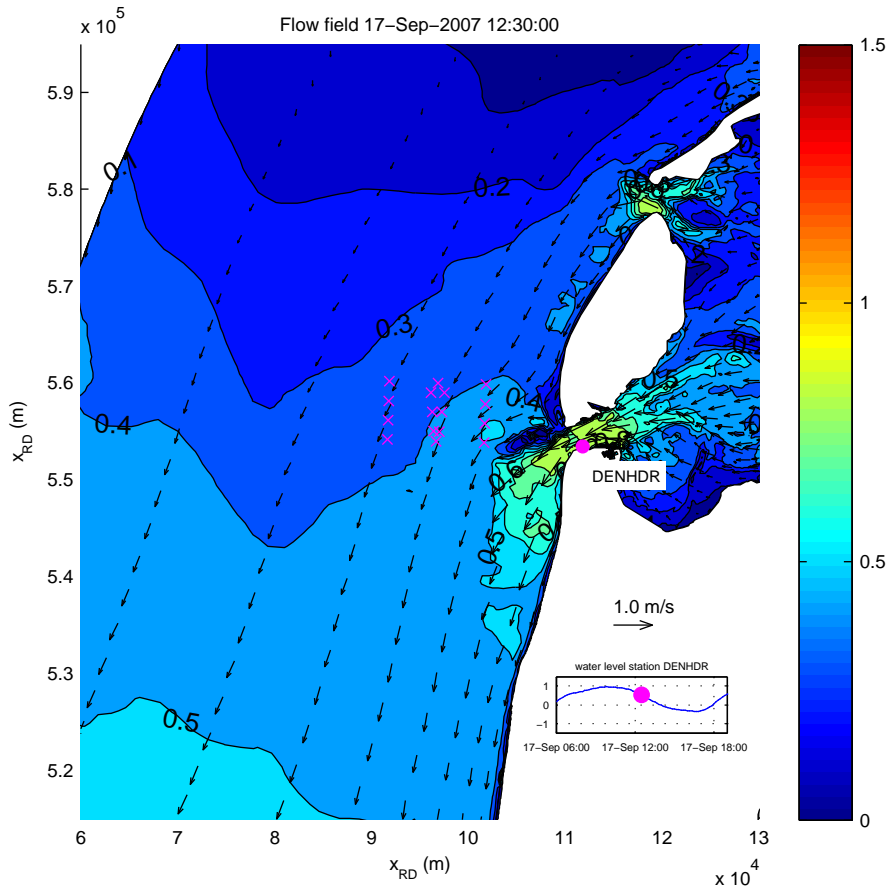 x 10⁵
Flow field 17−Sep−2007 12:30:00
5.9
5.8
5.7
5.6
5.5
5.4
5.3
5.2
x_RD (m)
6
7
8
9
10
11
12
13
x_RD (m)
x 10⁴
0.1
0.2
0.3
0.4
0.4
0.5
0.5
0.5
DENHDR
1.0 m/s
water level station DENHDR
1
0
−1
17−Sep 06:00
17−Sep 12:00
17−Sep 18:00
1.5
1
0.5
0